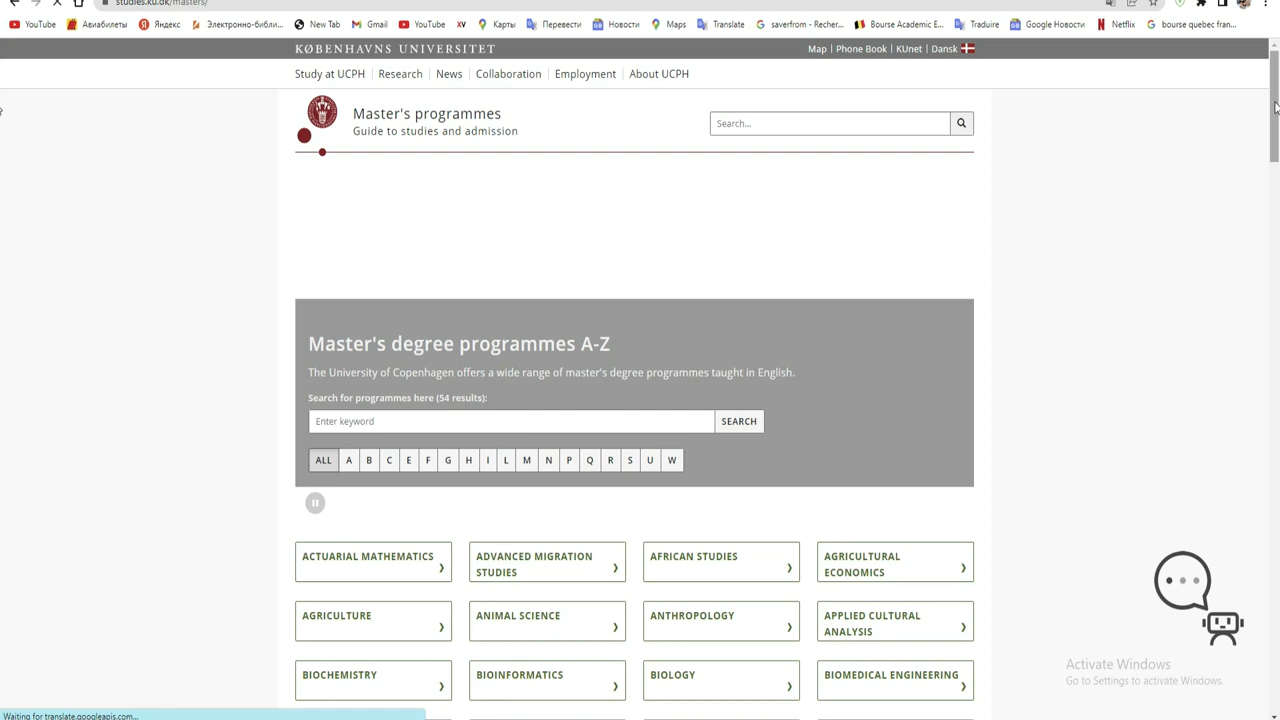 studies.ku.dk/masters/
YouTube Авиабилеты Яндекс Электронно-библи... New Tab Gmail YouTube Карты Перевести Новости Maps Translate saverfrom - Recher... Bourse Academic E... Traduire Google Новости Netflix bourse quebec fran...
KØBENHAVNS UNIVERSITET
Map Phone Book KUnet Dansk
Study at UCPH Research News Collaboration Employment About UCPH
Master's programmes
Guide to studies and admission
Search...
Master's degree programmes A-Z
The University of Copenhagen offers a wide range of master's degree programmes taught in English.
Search for programmes here (54 results):
Enter keyword SEARCH
ALL A B C E F G H I L M N P Q R S U W
ACTUARIAL MATHEMATICS
ADVANCED MIGRATION
STUDIES
AFRICAN STUDIES
AGRICULTURAL
ECONOMICS
AGRICULTURE
ANIMAL SCIENCE
ANTHROPOLOGY
APPLIED CULTURAL
ANALYSIS
BIOCHEMISTRY
BIOINFORMATICS
BIOLOGY
BIOMEDICAL ENGINEERING
Activate Windows
Go to Settings to activate Windows.
Waiting for translate.googleapis.com...